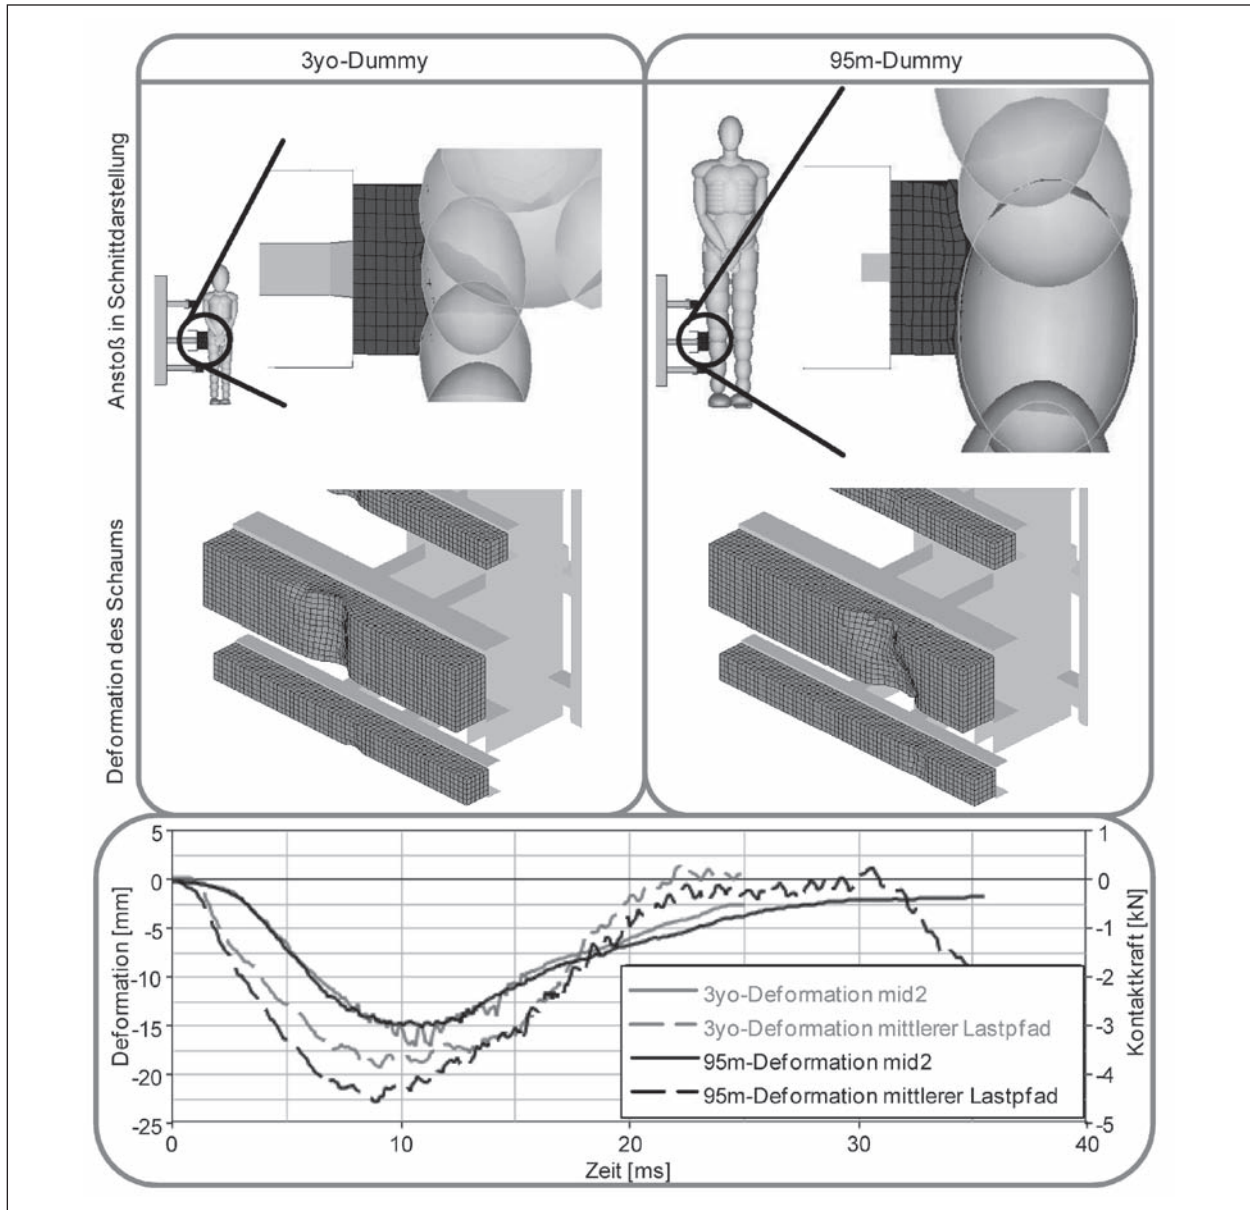 3yo-Dummy
95m-Dummy
Anstoß in Schnittdarstellung
Deformation des Schaums
5
0
-5
-10
-15
-20
-25
Deformation [mm]
1
0
-1
-2
-3
-4
-5
Kontaktkraft [kN]
3yo-Deformation mid2
3yo-Deformation mittlerer Lastpfad
95m-Deformation mid2
95m-Deformation mittlerer Lastpfad
0
10
20
30
40
Zeit [ms]